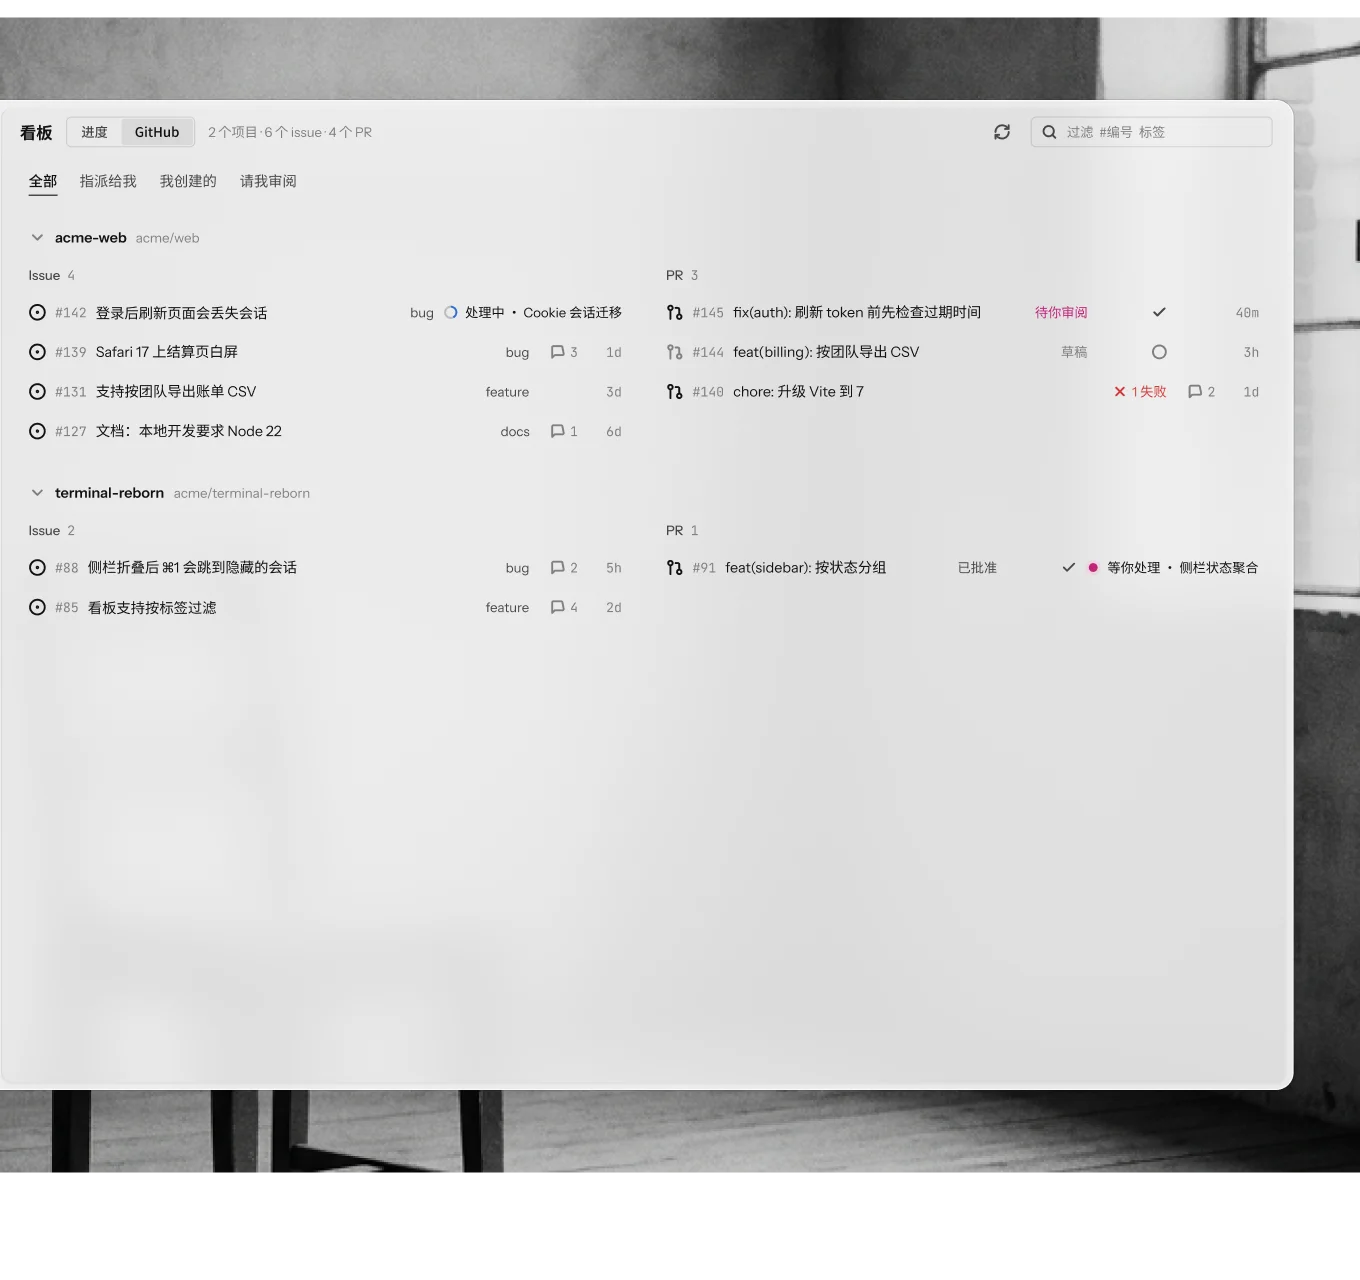 看板 进度 GitHub 2 个项目 · 6 个 issue · 4 个 PR 过滤 #编号 标签
全部 指派给我 我创建的 请我审阅
acme-web acme/web
Issue 4
#142 登录后刷新页面会丢失会话 bug 处理中 • Cookie 会话迁移
#139 Safari 17 上结算页白屏 bug 3 1d
#131 支持按团队导出账单 CSV feature 3d
#127 文档：本地开发要求 Node 22 docs 1 6d
PR 3
#145 fix(auth): 刷新 token 前先检查过期时间 待你审阅 40m
#144 feat(billing): 按团队导出 CSV 草稿 3h
#140 chore: 升级 Vite 到 7 1 失败 2 1d
terminal-reborn acme/terminal-reborn
Issue 2
#88 侧栏折叠后 ⌘1 会跳到隐藏的会话 bug 2 5h
#85 看板支持按标签过滤 feature 4 2d
PR 1
#91 feat(sidebar): 按状态分组 已批准 等你处理 • 侧栏状态聚合